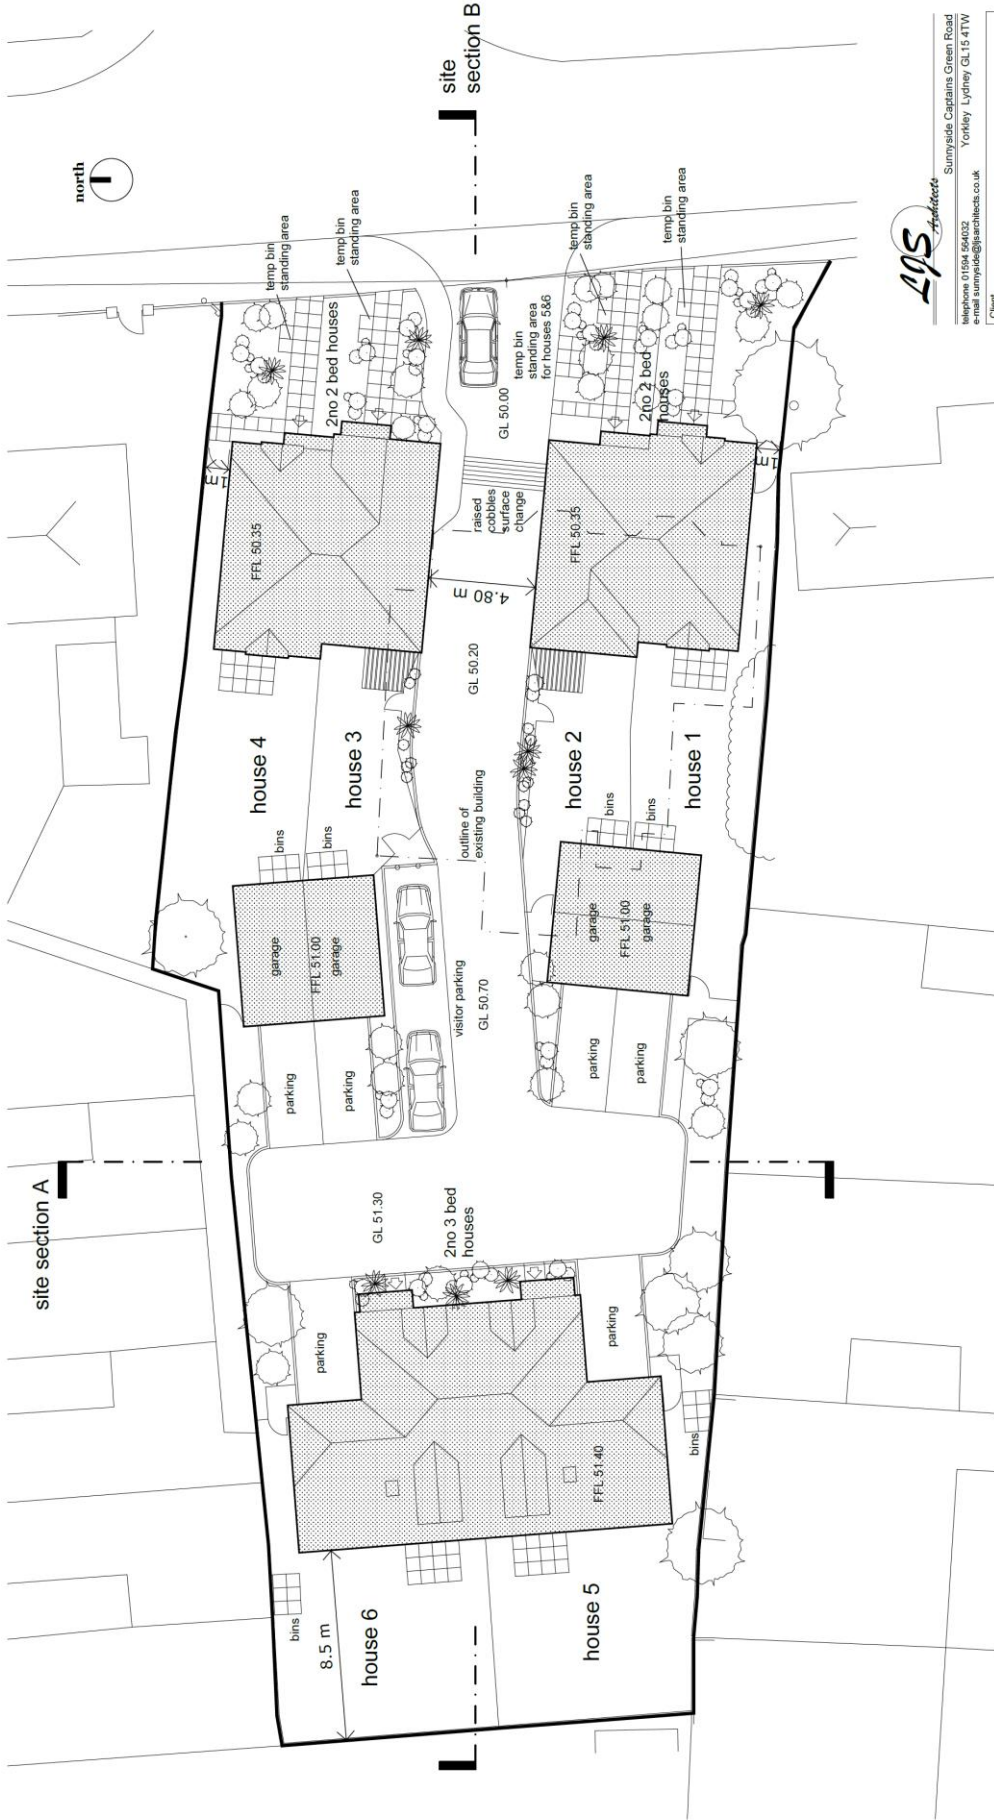 site
section B
north
temp bin
standing area
temp bin
standing area
2no 2 bed houses
temp bin
standing area
temp bin
standing area
temp bin
standing area
for houses 5&6
2no 2 bed
houses
GL 50.00
1m
1m
FFL 50.35
FFL 50.35
raised
cobbles
surface
change
4.80 m
GL 50.20
house 4
house 3
house 2
house 1
outline of
existing building
bins
bins
bins
bins
garage
FFL 51.00
garage
garage
FFL 51.00
garage
visitor parking
GL 50.70
parking
parking
parking
parking
site section A
GL 51.30
2no 3 bed
houses
parking
parking
FFL 51.40
bins
bins
8.5 m
house 6
house 5
LJS Architects
Sunnyside Captains Green Road
Yorkley Lydney GL15 4TW
telephone 01594 564032
e-mail sunnyside@ljsarchitects.co.uk
Client